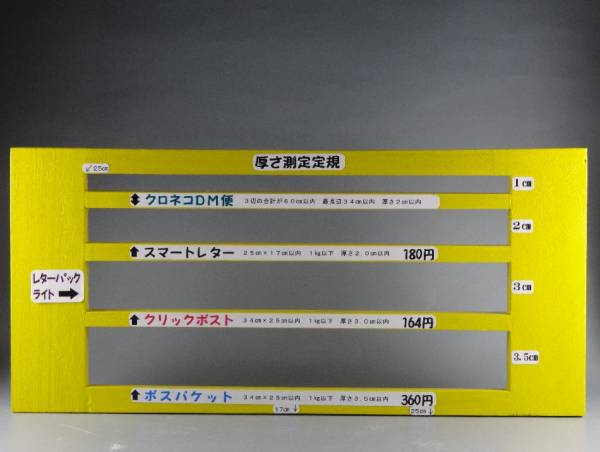 厚さ測定定規
↙25cm
1cm
⬍クロネコDM便 3辺の合計が60cm以内 最長辺34cm以内 厚さ2cm以内
2cm
⬆スマートレター 25cm×17cm以内 1kg以下 厚さ2.0cm以内 180円
レターパック
ライト➡
3cm
⬆クリックポスト 34cm×25cm以内 1kg以下 厚さ3.0cm以内 164円
3.5cm
⬆ポスパケット 34cm×25cm以内 1kg以下 厚さ3.5cm以内 360円
17cm↓
25cm↓